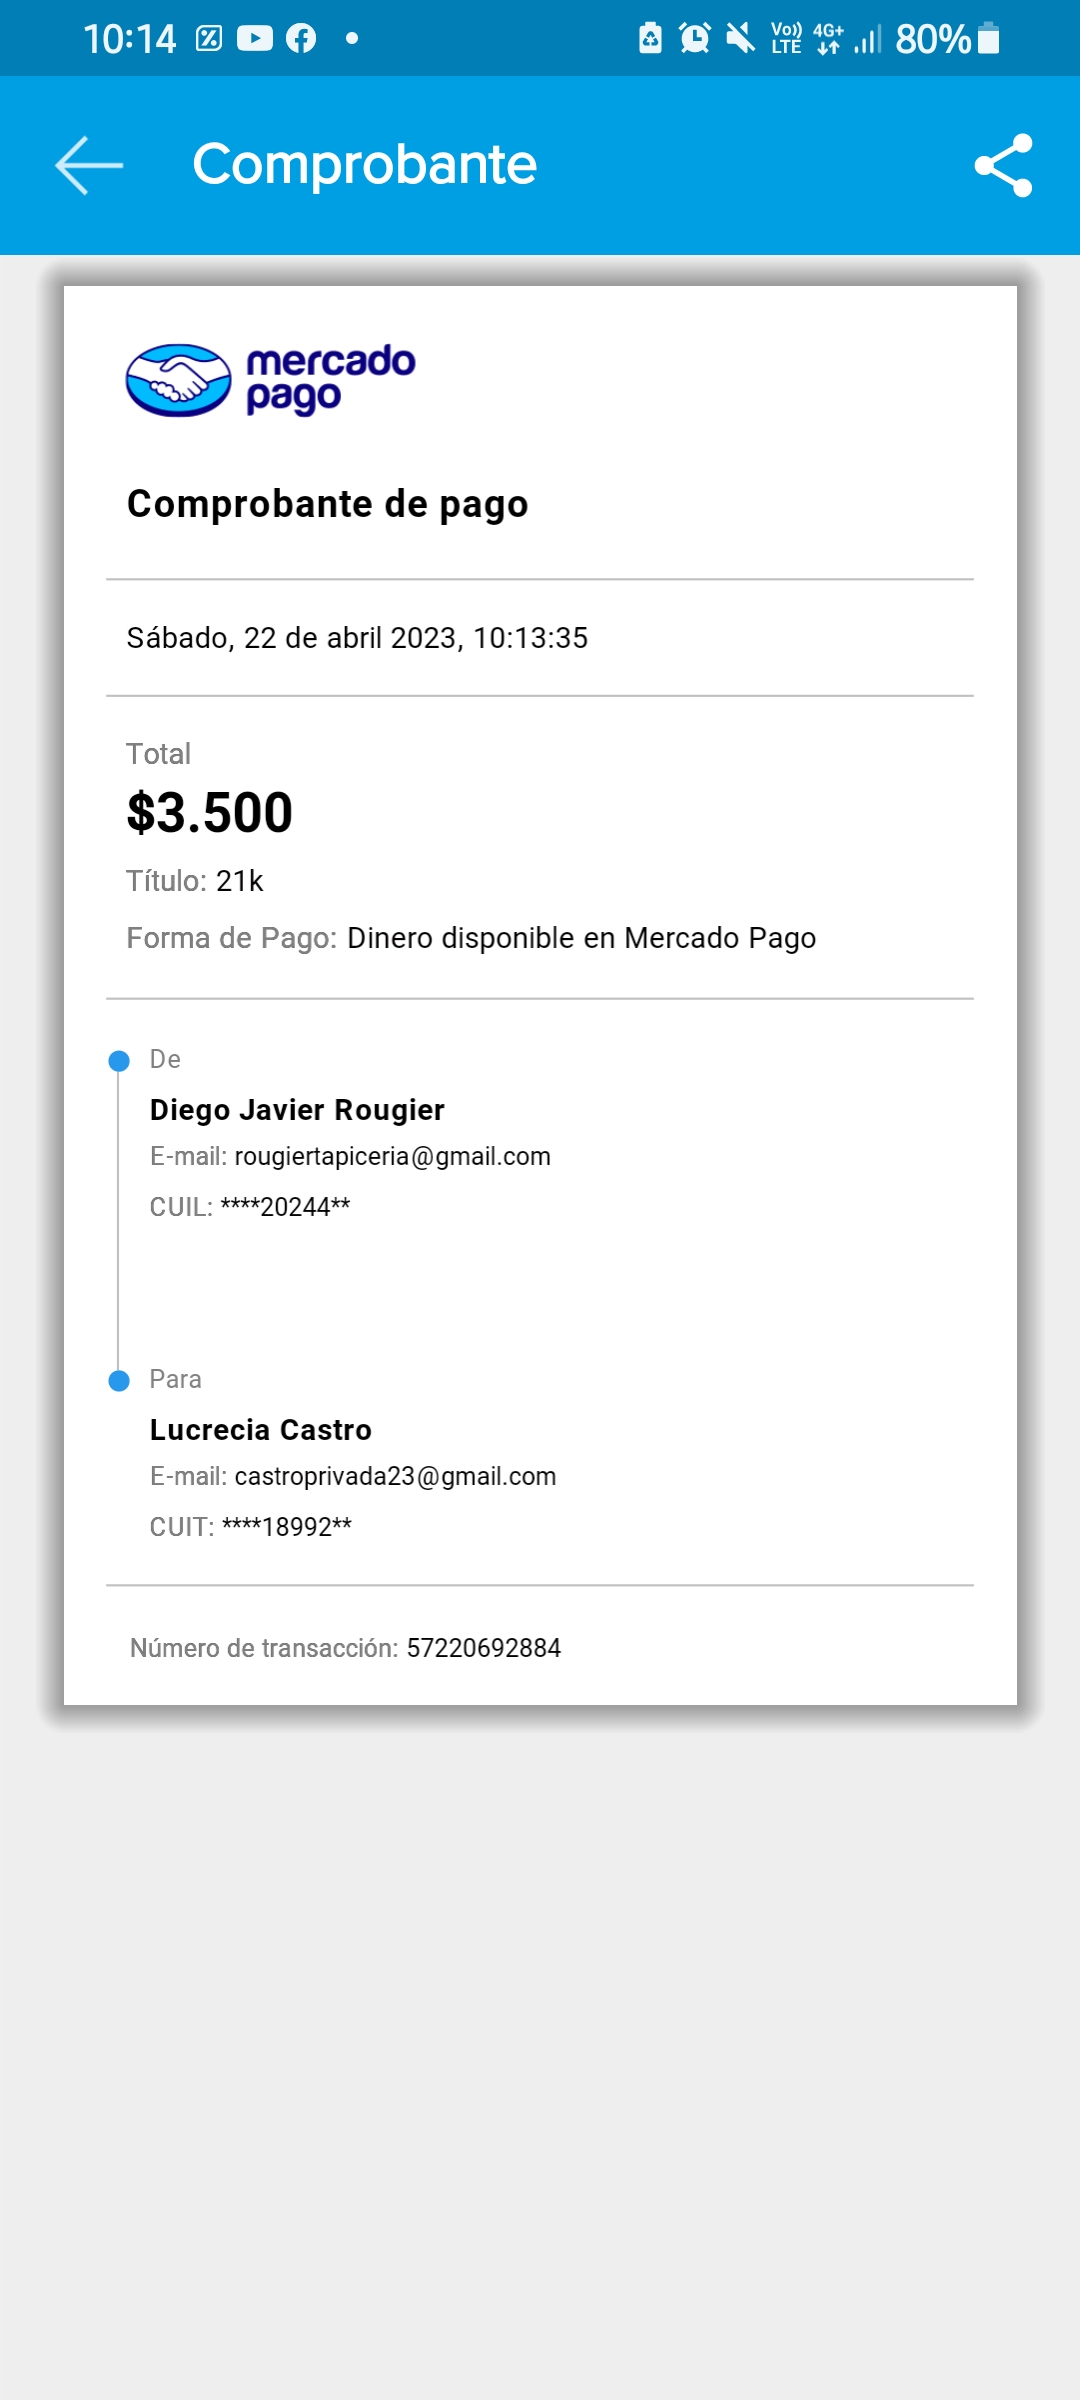 10:14
Vo)) LTE 4G+ 80%
Comprobante
mercado
pago
Comprobante de pago
Sábado, 22 de abril 2023, 10:13:35
Total
$3.500
Título: 21k
Forma de Pago: Dinero disponible en Mercado Pago
De
Diego Javier Rougier
E-mail: rougiertapiceria@gmail.com
CUIL: ****20244**
Para
Lucrecia Castro
E-mail: castroprivada23@gmail.com
CUIT: ****18992**
Número de transacción: 57220692884